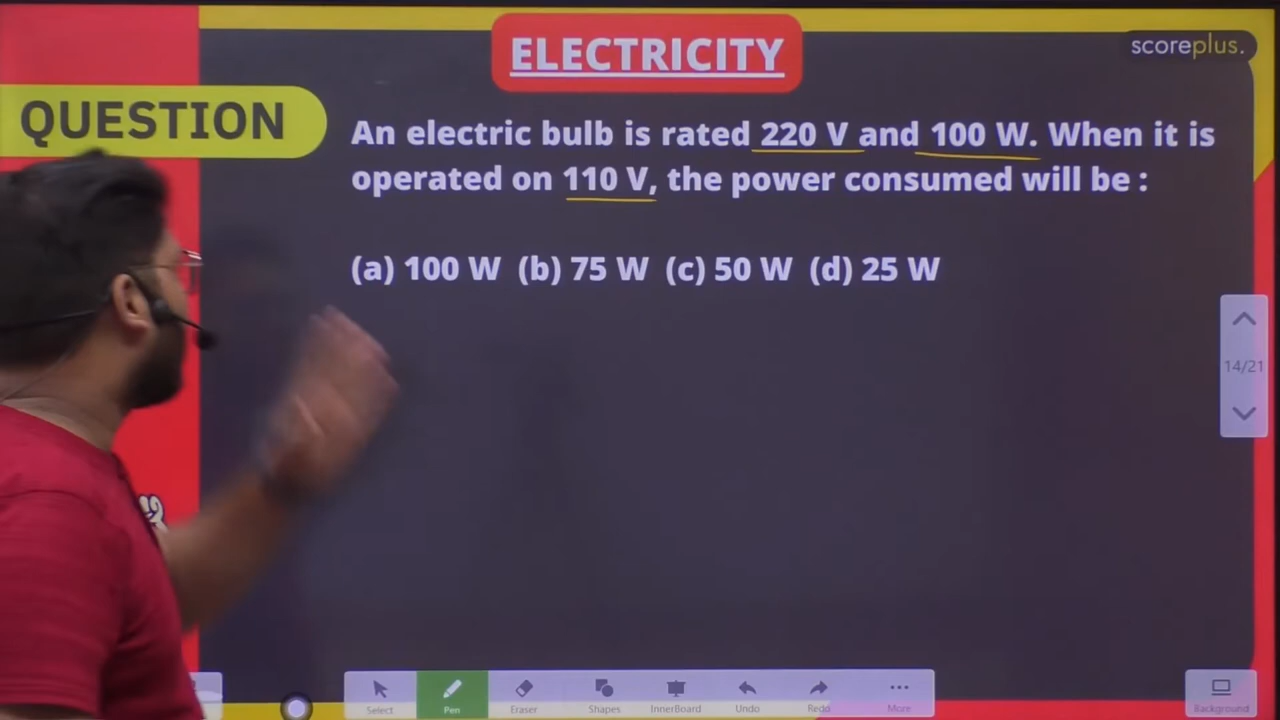 ELECTRICITY
scoreplus.
QUESTION
An electric bulb is rated 220 V and 100 W. When it is
operated on 110 V, the power consumed will be :
(a) 100 W (b) 75 W (c) 50 W (d) 25 W
14/21
Select
Pen
Eraser
Shapes
InnerBoard
Undo
Redo
More
Background